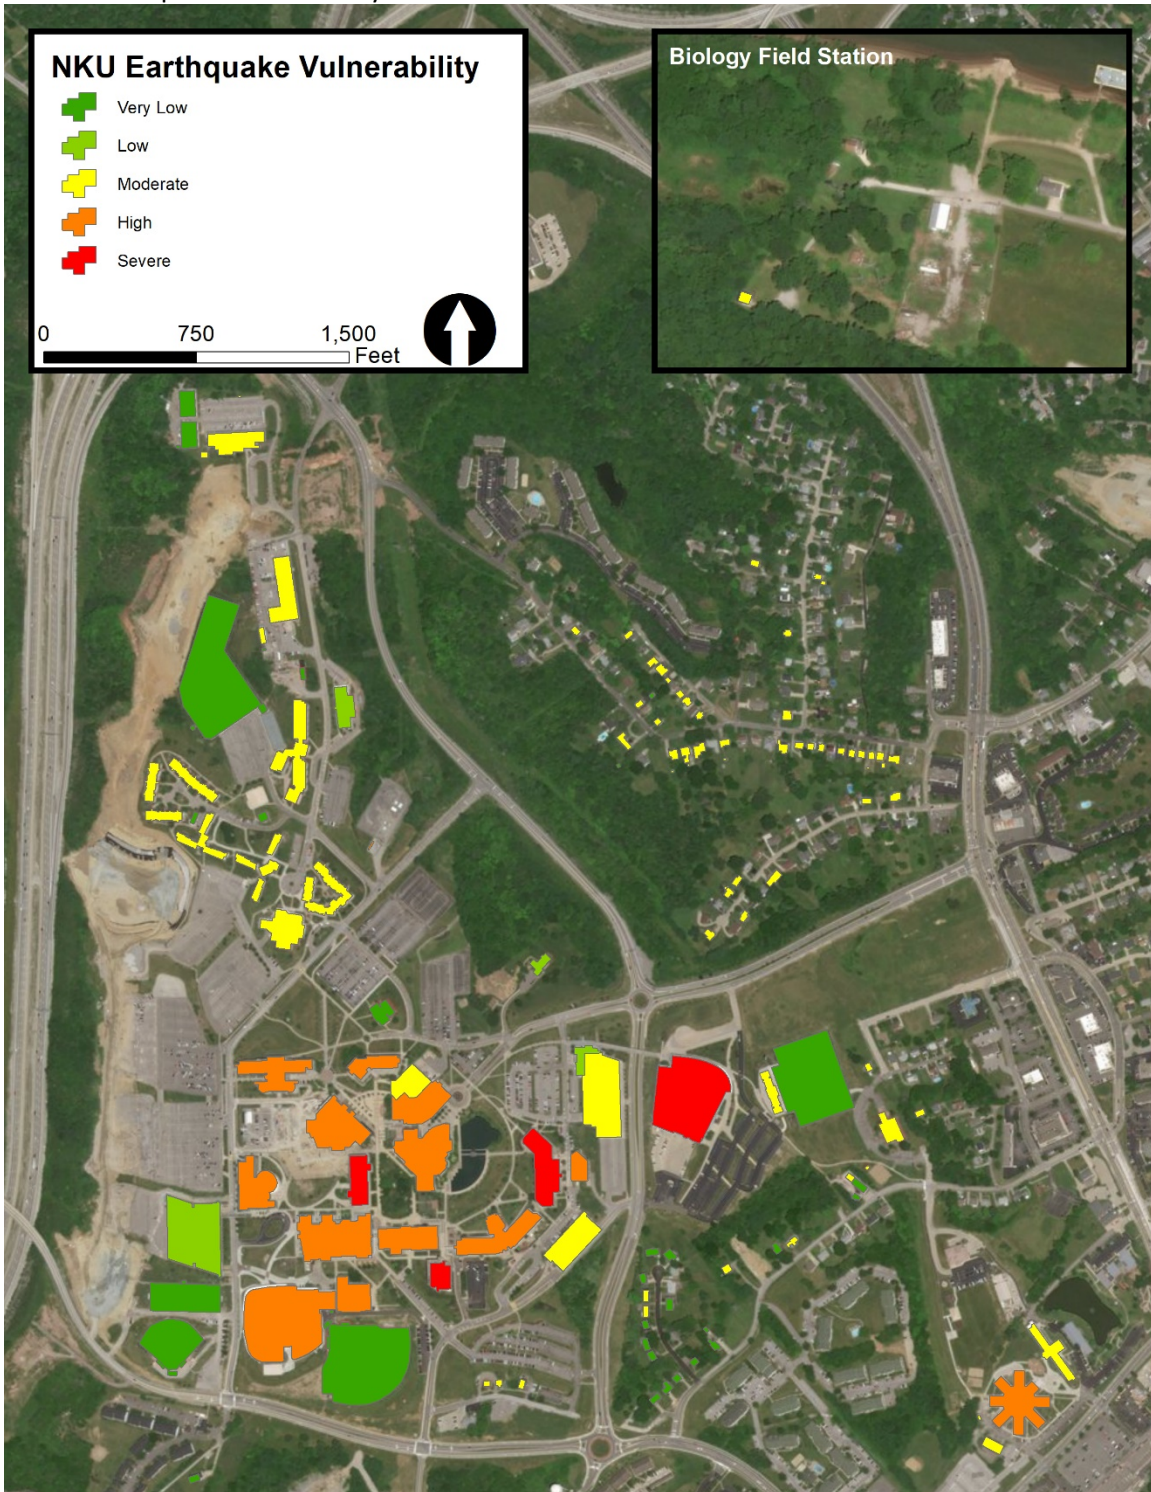 NKU Earthquake Vulnerability
Very Low
Low
Moderate
High
Severe
0 750 1,500
Feet
Biology Field Station